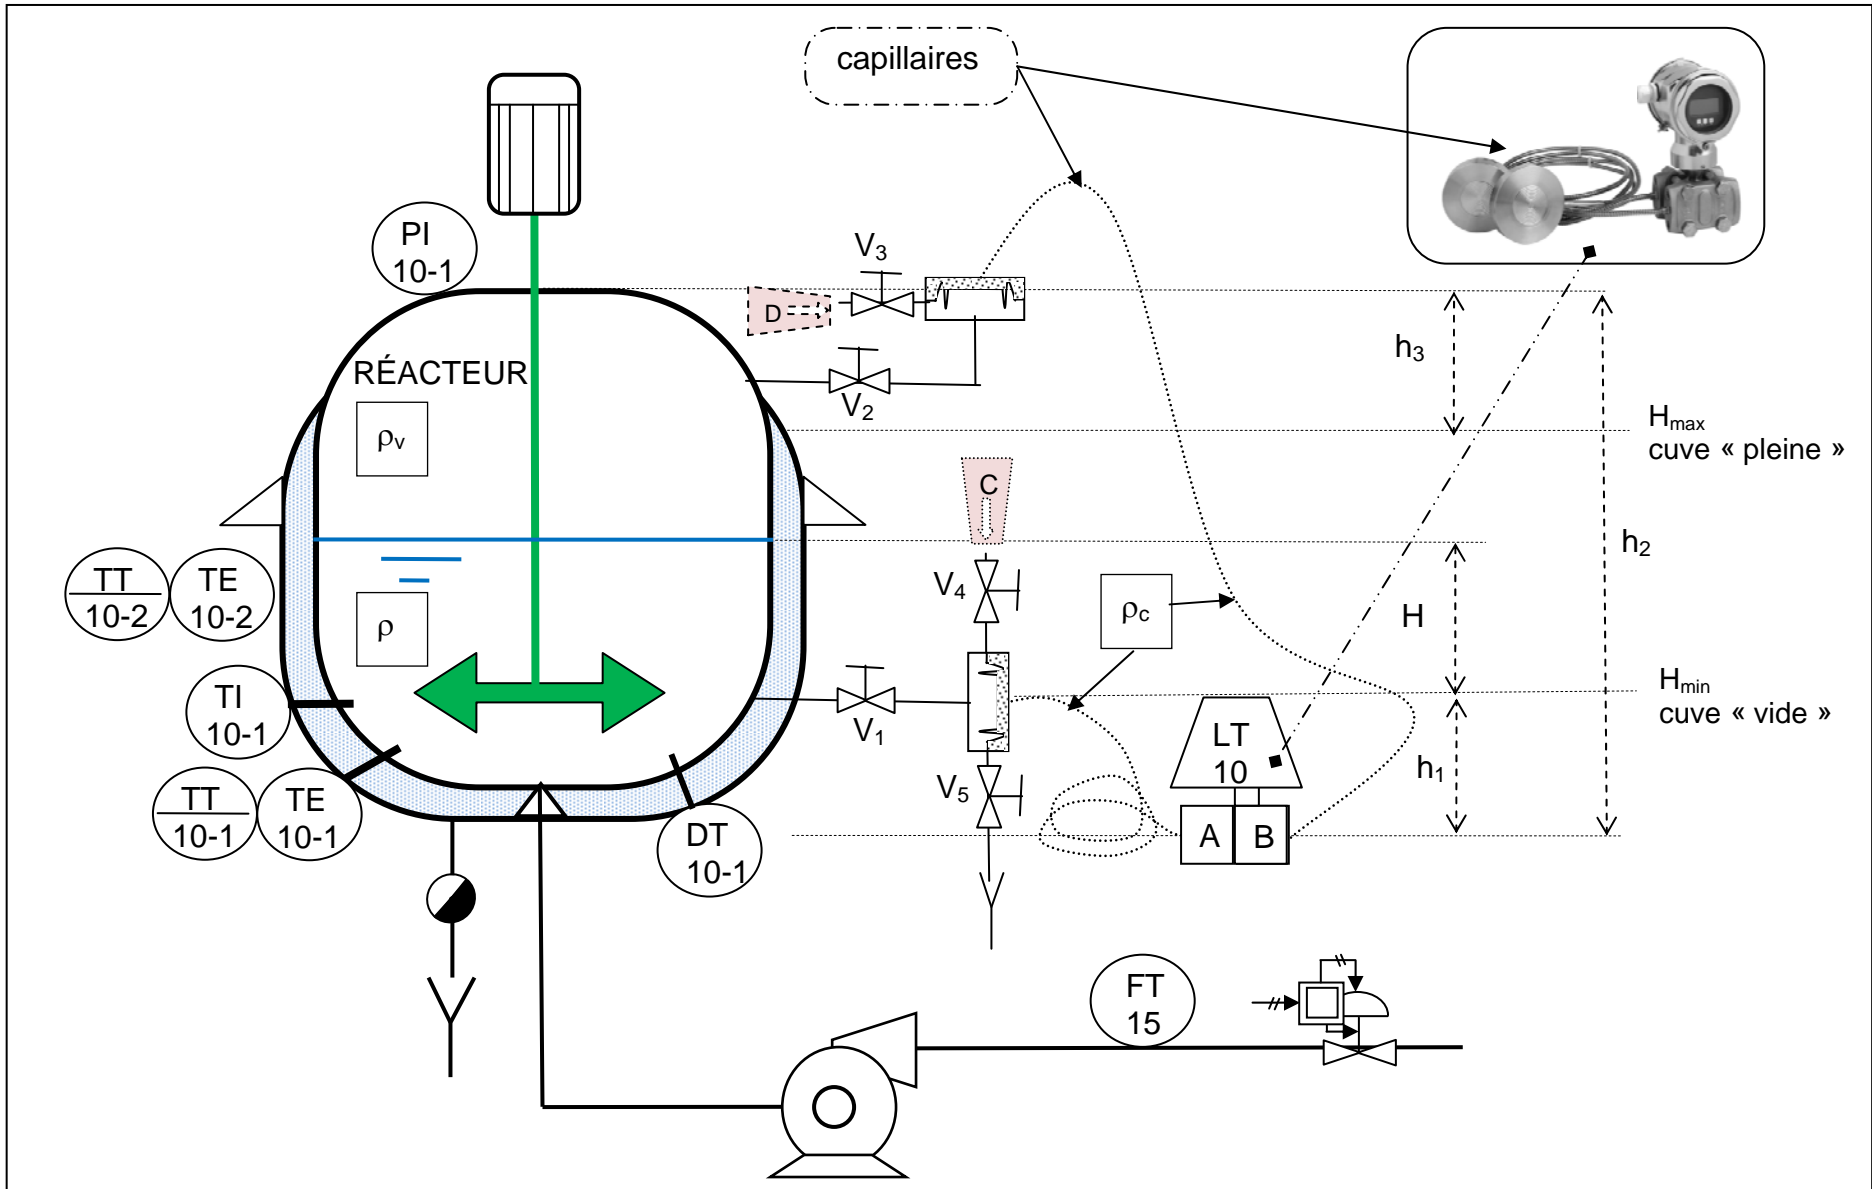 capillaires
PI
10-1
V3
D
h3
RÉACTEUR
V2
Hmax
cuve « pleine »
ρv
C
h2
TT
10-2
TE
10-2
V4
ρc
H
ρ
TI
10-1
V1
Hmin
cuve « vide »
LT
10
h1
TT
10-1
TE
10-1
V5
DT
10-1
A
B
FT
15